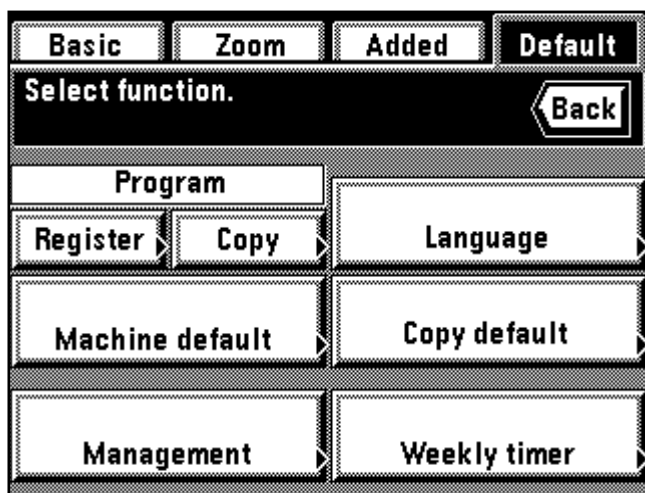 Basic Zoom Added Default
Select function.
Back
Program
Register Copy Language
Machine default Copy default
Management Weekly timer